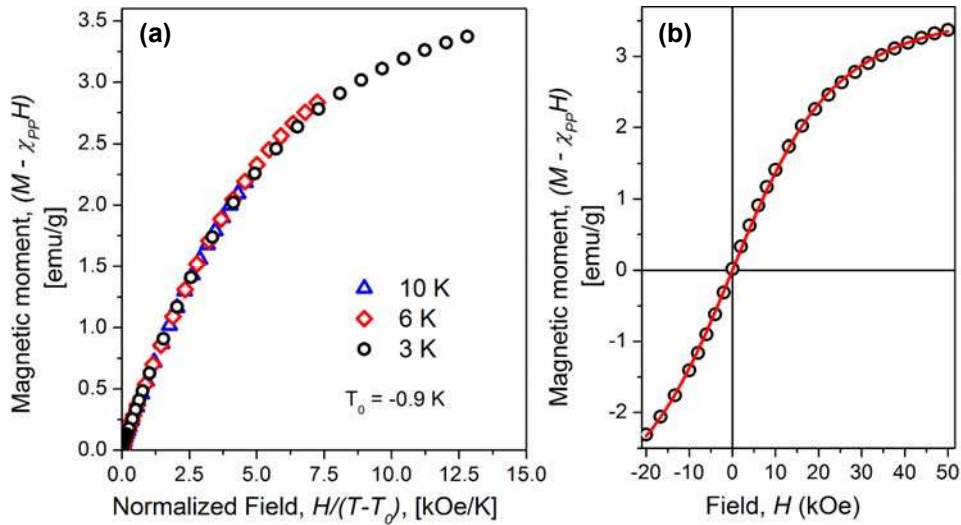 (a)
Magnetic moment, (M - χ_PP H)
[emu/g]
3.5
3.0
2.5
2.0
1.5
1.0
0.5
0.0
10 K
6 K
3 K
T₀ = -0.9 K
0.0 2.5 5.0 7.5 10.0 12.5 15.0
Normalized Field, H/(T-T₀), [kOe/K]
(b)
Magnetic moment, (M - χ_PP H)
[emu/g]
3
2
1
0
-1
-2
-20 -10 0 10 20 30 40 50
Field, H (kOe)